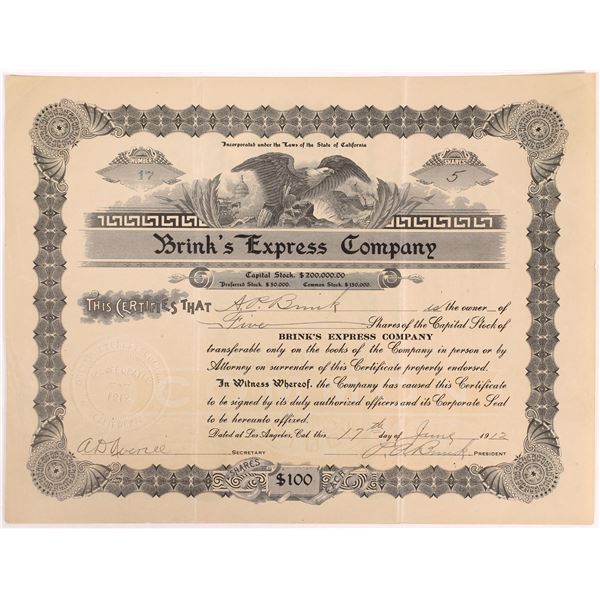 Incorporated under the Laws of the State of California
NUMBER
17
SHARES
5
Brink's Express Company
Capital Stock, $200,000.00
Preferred Stock, $50,000. Common Stock, $150,000.
THIS CERTIFIES THAT A.P. Brink is the owner of
Five Shares of the Capital Stock of
BRINK'S EXPRESS COMPANY
transferable only on the books of the Company in person or by
Attorney on surrender of this Certificate properly endorsed.
In Witness Whereof, the Company has caused this Certificate
to be signed by its duly authorized officers and its Corporate Seal
to be hereunto affixed.
Dated at Los Angeles, Cal. this 17th day of June 1912
SECRETARY
Brink PRESIDENT
1912
SHARES
$100
EACH